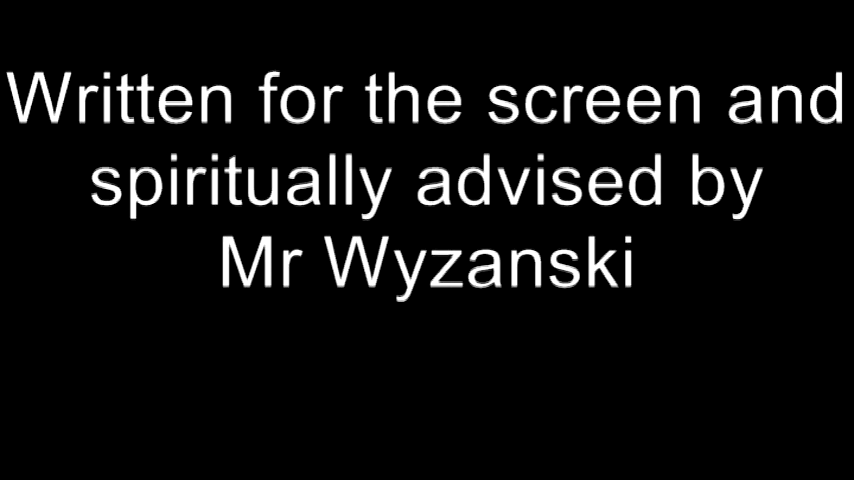 Written for the screen and
spiritually advised by
Mr Wyzanski